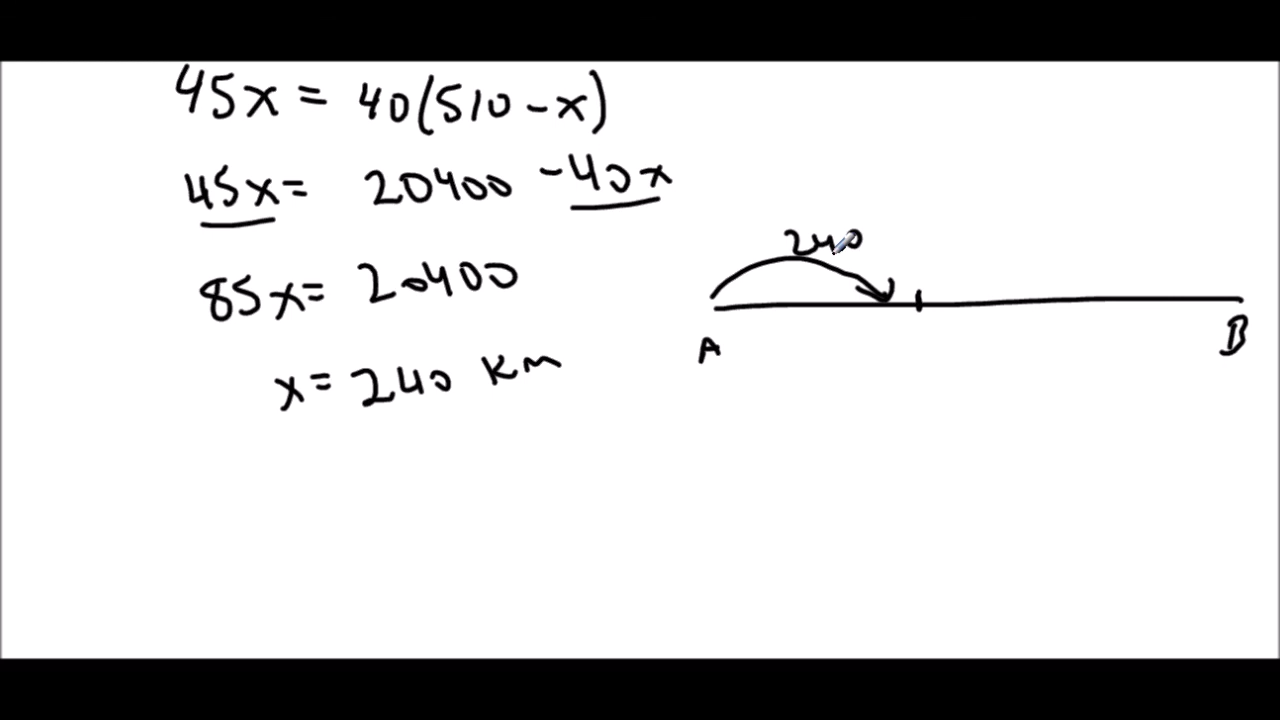 45x = 40(510 - x)
45x = 20400 - 40x
85x = 20400
x = 240 km
240
A
B